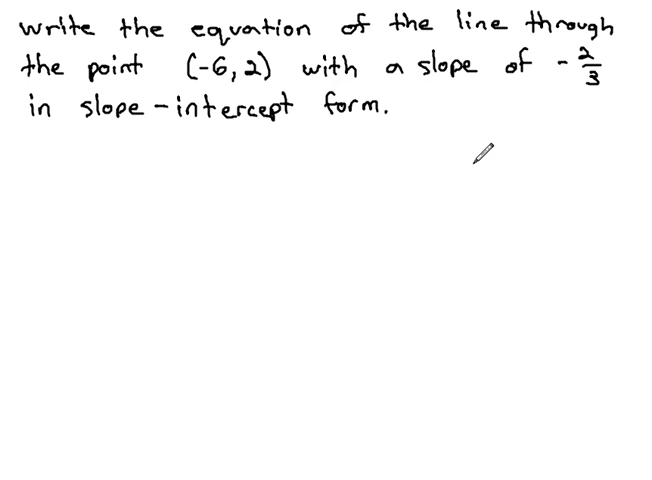 write the equation of the line through
the point (-6, 2) with a slope of -2/3
in slope-intercept form.